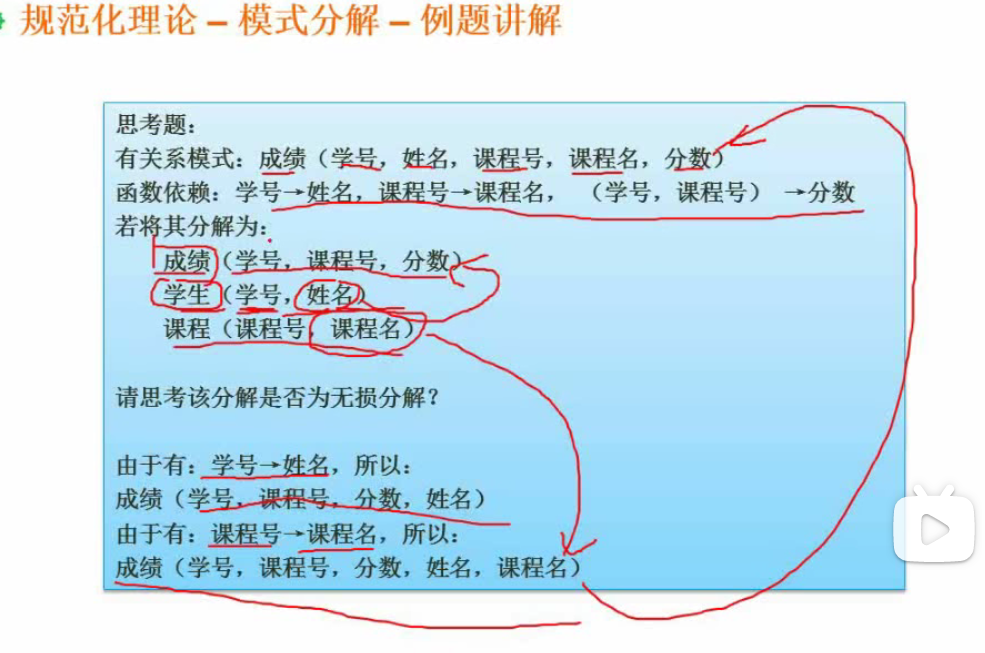 规范化理论 – 模式分解 – 例题讲解
思考题：
有关系模式：成绩（学号，姓名，课程号，课程名，分数）
函数依赖：学号→姓名，课程号→课程名，（学号，课程号）→分数
若将其分解为：
成绩（学号，课程号，分数）
学生（学号，姓名）
课程（课程号，课程名）
请思考该分解是否为无损分解？
由于有：学号→姓名，所以：
成绩（学号，课程号，分数，姓名）
由于有：课程号→课程名，所以：
成绩（学号，课程号，分数，姓名，课程名）